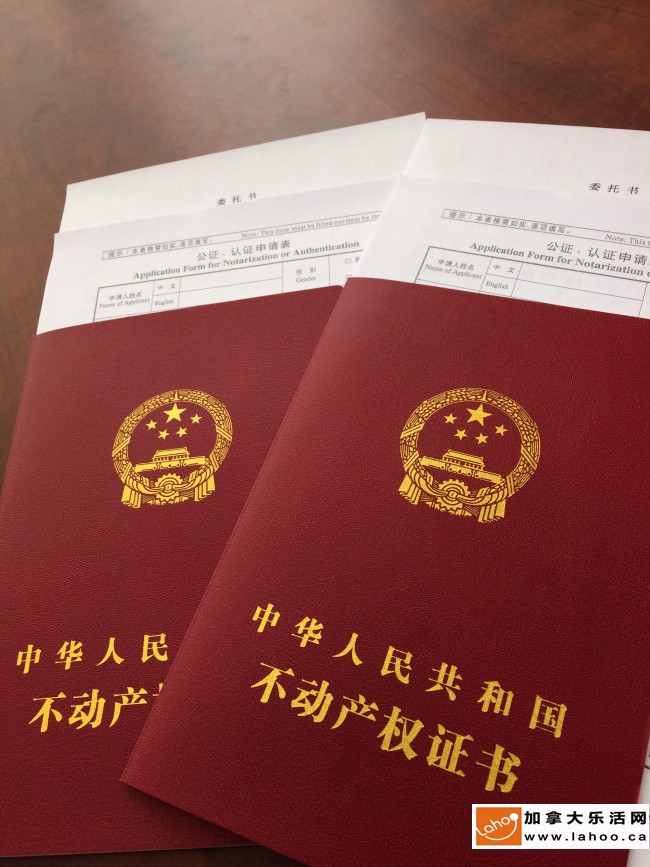 委托书
提示：本表格需如实、逐项填写。
Note: This form must be filled out item by
公证、认证申请表
Application Form for Notarization or Authentication
申请人姓名
Name of Applicant
中 文
English
性 别
Gender
委托书
提示：本表格需如实、逐项填写。
Note: This
公证、认证申请表
Application Form for Notarization
申请人姓名
Name of Applicant
中 文
English
中华人民
不动产权
中华人民共和国
不动产权证书
Lahoo
加拿大乐活网
www.lahoo.ca